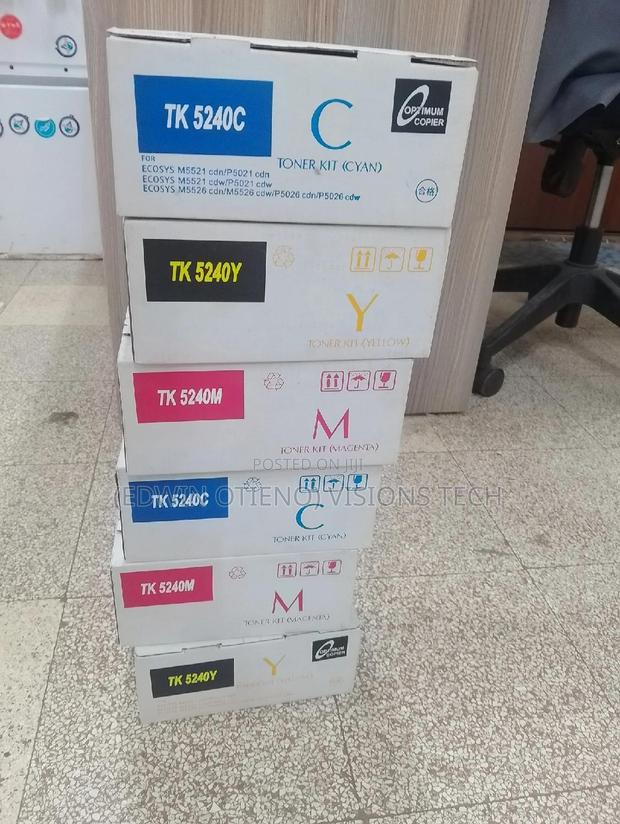 TK 5240C
C
TONER KIT (CYAN)
OPTIMUM
COPIER
FOR
ECOSYS M5521 cdn/P5021 cdn
ECOSYS M5521 cdw/P5021 cdw
ECOSYS M5526 cdn/M5526 cdw/P5026 cdn/P5026 cdw
合格
TK 5240Y
Y
TONER KIT (YELLOW)
TK 5240M
M
TONER KIT (MAGENTA)
POSTED ON JIJI
(EDWIN OTIENO) VISIONS TECH
TK 5240C
C
TONER KIT (CYAN)
TK 5240M
M
TONER KIT (MAGENTA)
TK 5240Y
Y
OPTIMUM
COPIER